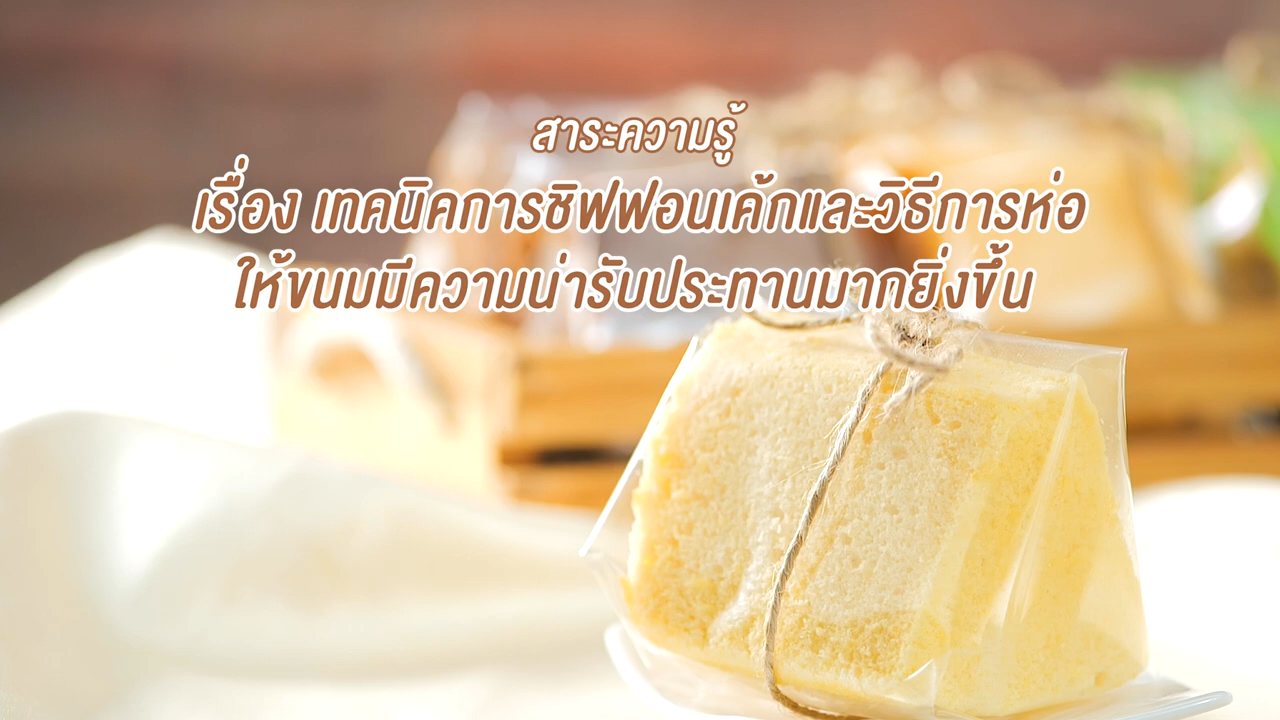 สาระความรู้
เรื่อง เทคนิคการชิฟฟอนเค้กและวิธีการห่อ
ให้ขนมมีความน่ารับประทานมากยิ่งขึ้น